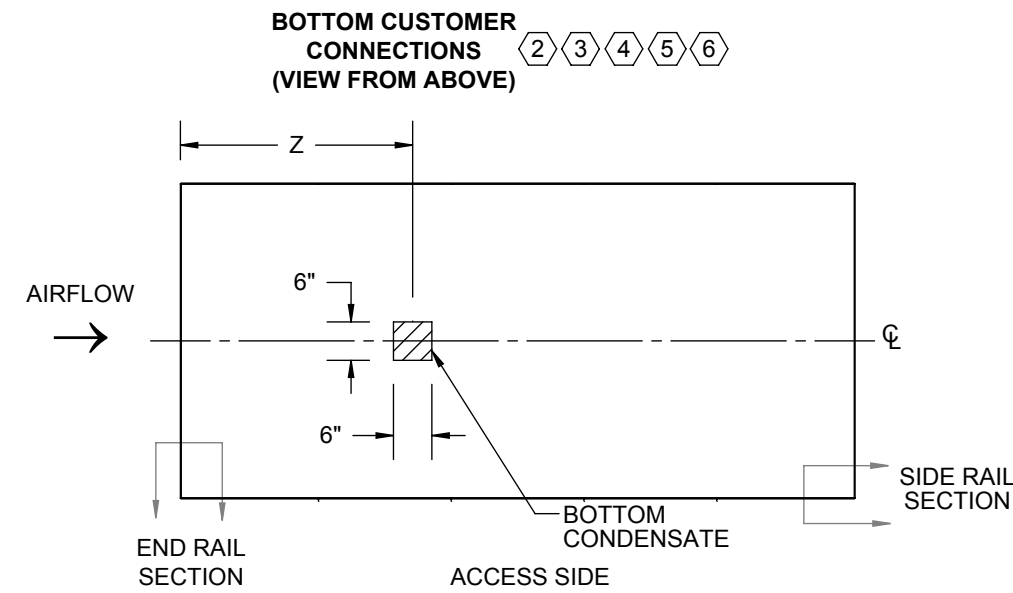 BOTTOM CUSTOMER
CONNECTIONS
(VIEW FROM ABOVE)
2 3 4 5 6
Z
6"
AIRFLOW
℄
6"
SIDE RAIL
SECTION
BOTTOM
CONDENSATE
END RAIL
SECTION
ACCESS SIDE